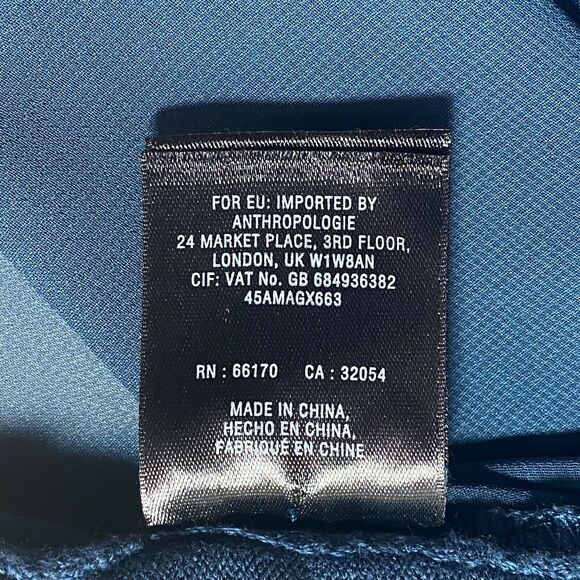 FOR EU: IMPORTED BY
ANTHROPOLOGIE
24 MARKET PLACE, 3RD FLOOR,
LONDON, UK W1W8AN
CIF: VAT No. GB 684936382
45AMAGX663
RN : 66170 CA : 32054
MADE IN CHINA,
HECHO EN CHINA,
FABRIQUÉ EN CHINE